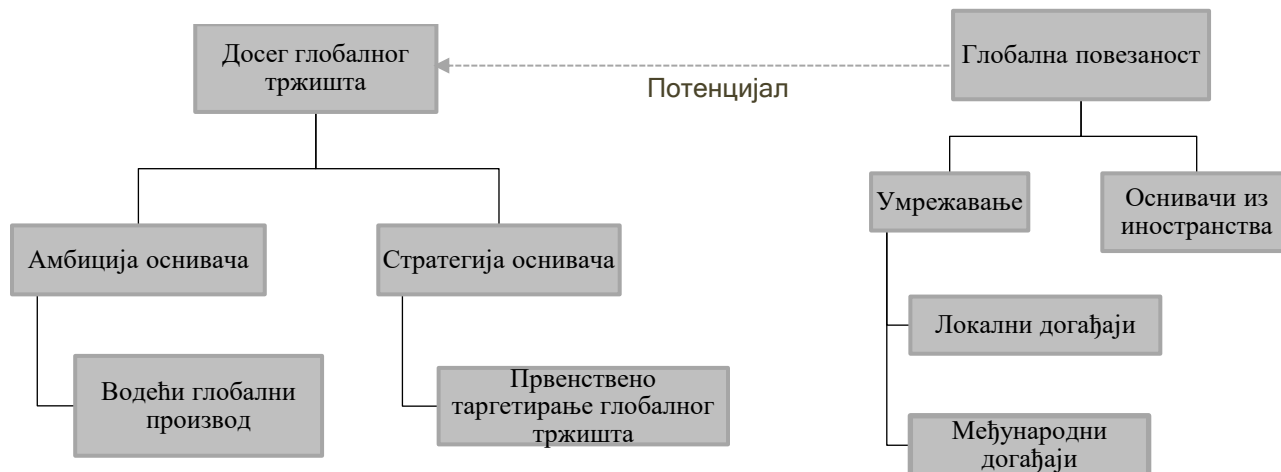 Досег глобалног
тржишта
Глобална повезаност
Потенцијал
Умрежавање
Оснивачи из
иностранства
Амбиција оснивача
Стратегија оснивача
Локални догађаји
Водећи глобални
производ
Првенствено
таргетирање глобалног
тржишта
Међународни
догађаји